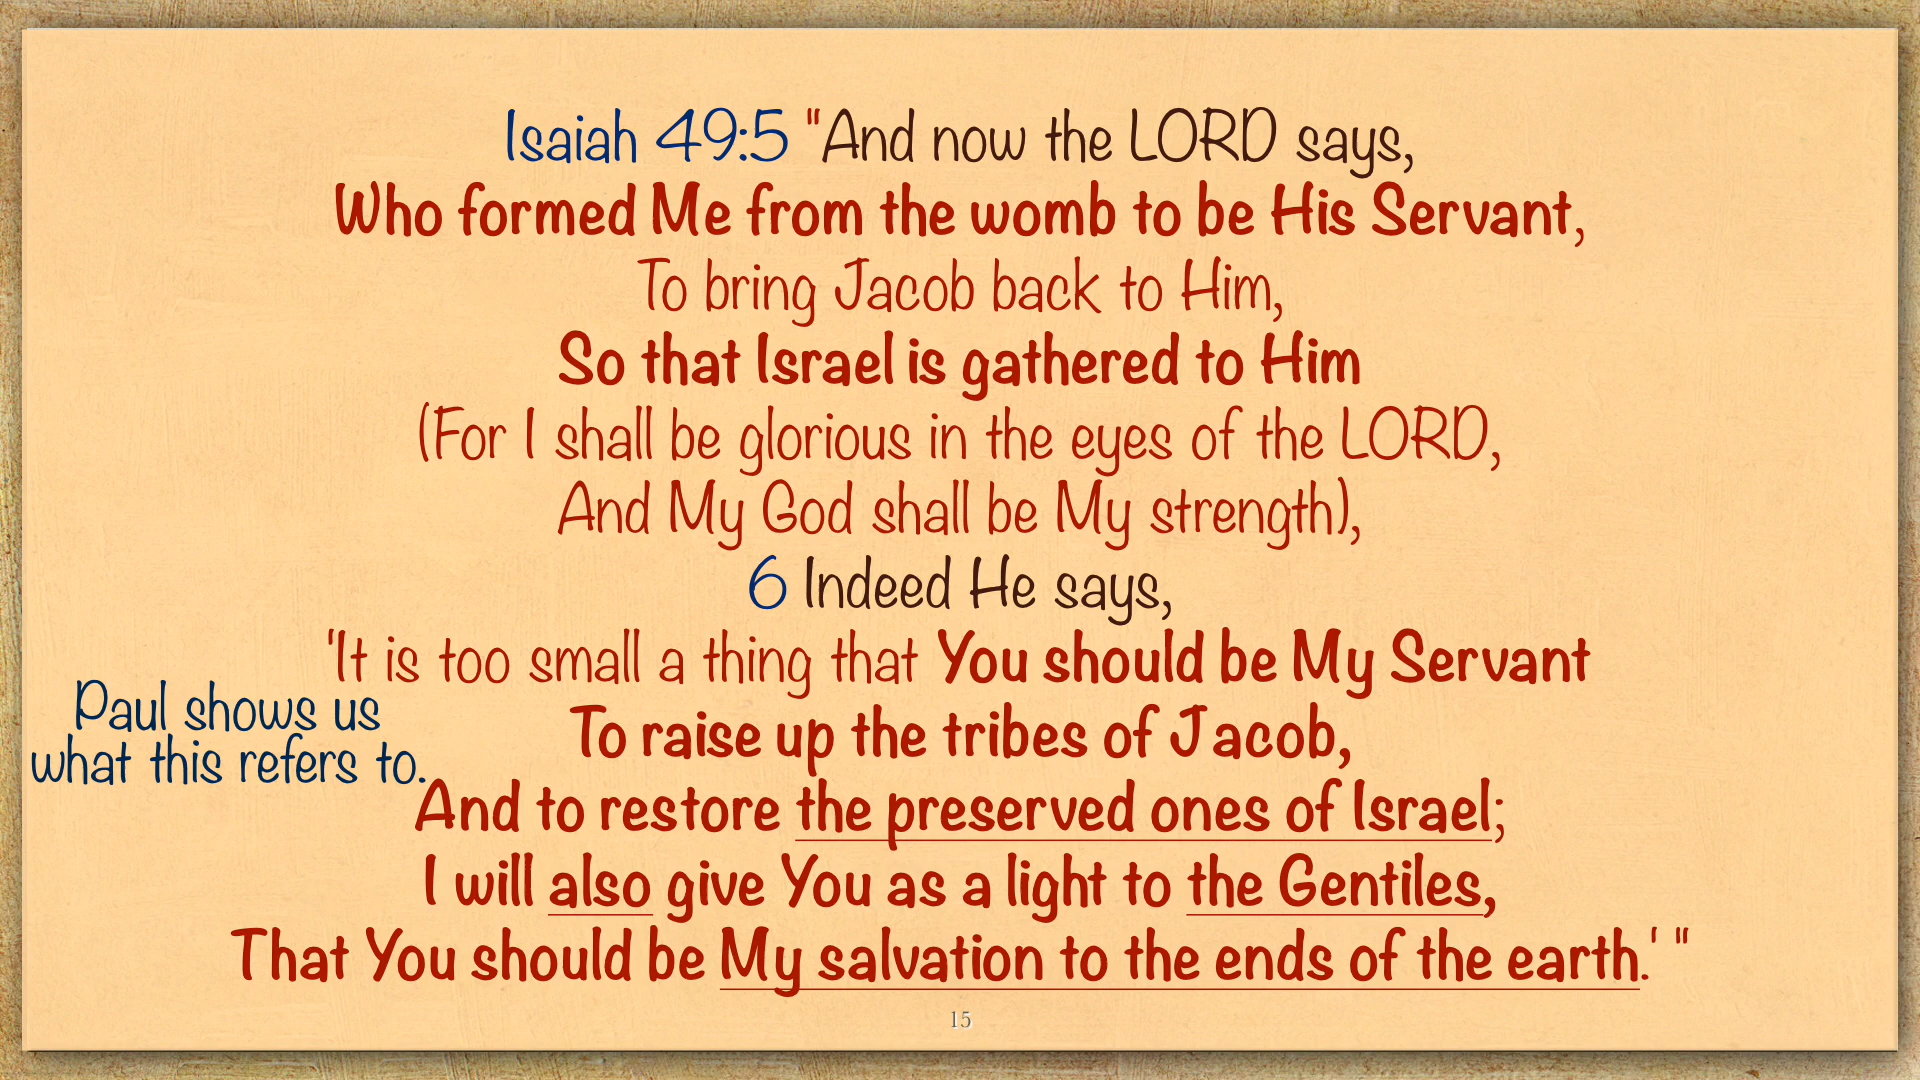 Isaiah 49:5 "And now the LORD says,
Who formed Me from the womb to be His Servant,
To bring Jacob back to Him,
So that Israel is gathered to Him
(For I shall be glorious in the eyes of the LORD,
And My God shall be My strength),
6 Indeed He says,
'It is too small a thing that You should be My Servant
To raise up the tribes of Jacob,
And to restore the preserved ones of Israel;
I will also give You as a light to the Gentiles,
That You should be My salvation to the ends of the earth.' "
Paul shows us
what this refers to.
15